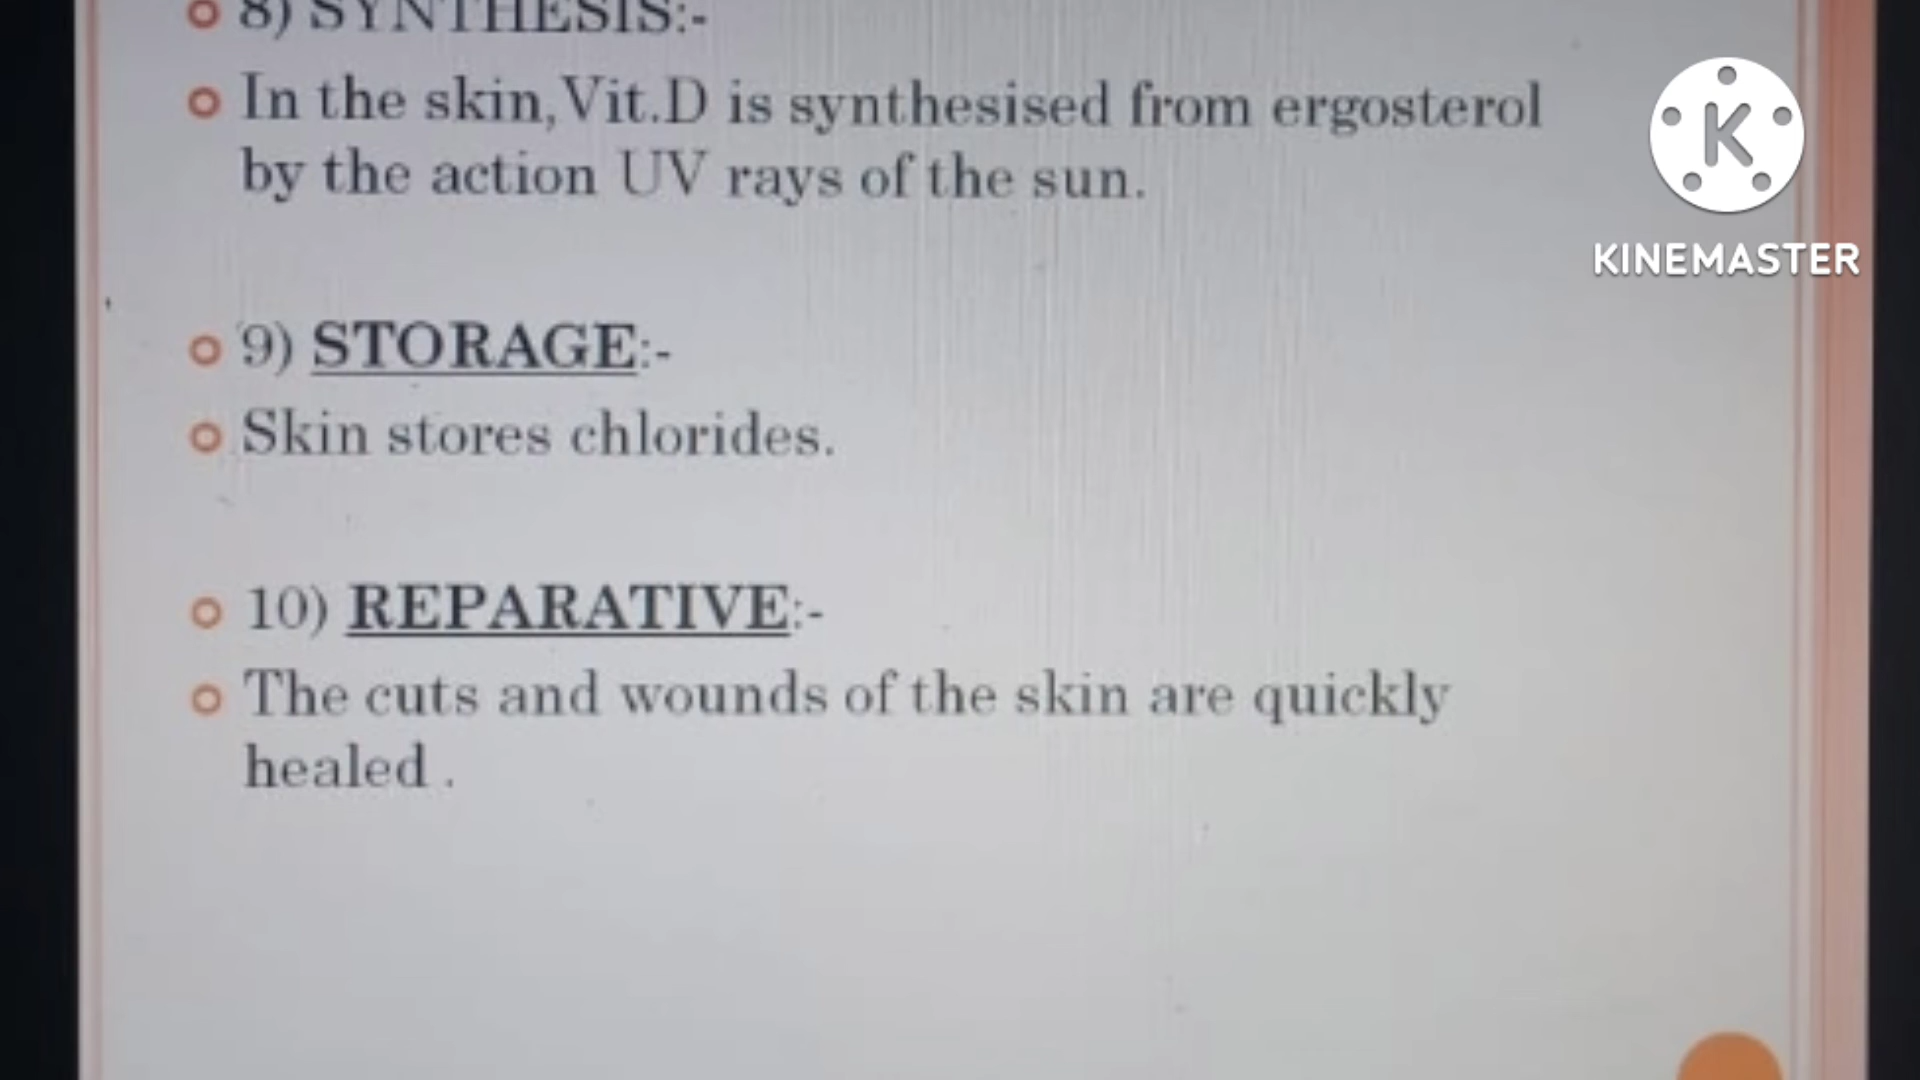 8) SYNTHESIS:-
In the skin,Vit.D is synthesised from ergosterol
by the action UV rays of the sun.
9) STORAGE:-
Skin stores chlorides.
10) REPARATIVE:-
The cuts and wounds of the skin are quickly
healed .
K
KINEMASTER